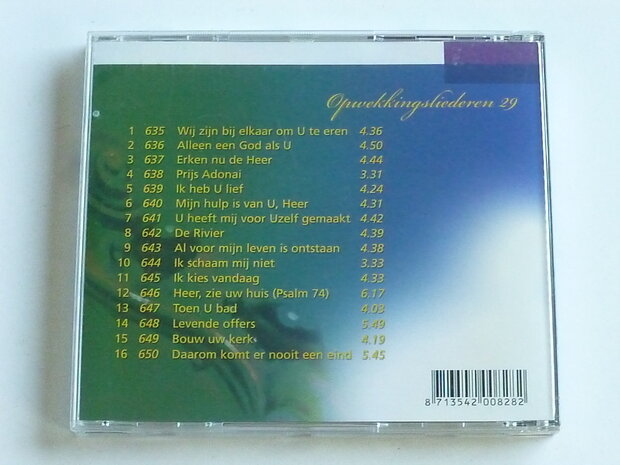 Opwekkingsliederen 29
1 635 Wij zijn bij elkaar om U te eren 4.36
2 636 Alleen een God als U 4.50
3 637 Erken nu de Heer 4.44
4 638 Prijs Adonai 3.31
5 639 Ik heb U lief 4.24
6 640 Mijn hulp is van U, Heer 4.31
7 641 U heeft mij voor Uzelf gemaakt 4.42
8 642 De Rivier 4.39
9 643 Al voor mijn leven is ontstaan 4.38
10 644 Ik schaam mij niet 3.33
11 645 Ik kies vandaag 4.33
12 646 Heer, zie uw huis (Psalm 74) 6.17
13 647 Toen U bad 4.03
14 648 Levende offers 5.49
15 649 Bouw uw kerk 4.19
16 650 Daarom komt er nooit een eind 5.45
8 713542 008282